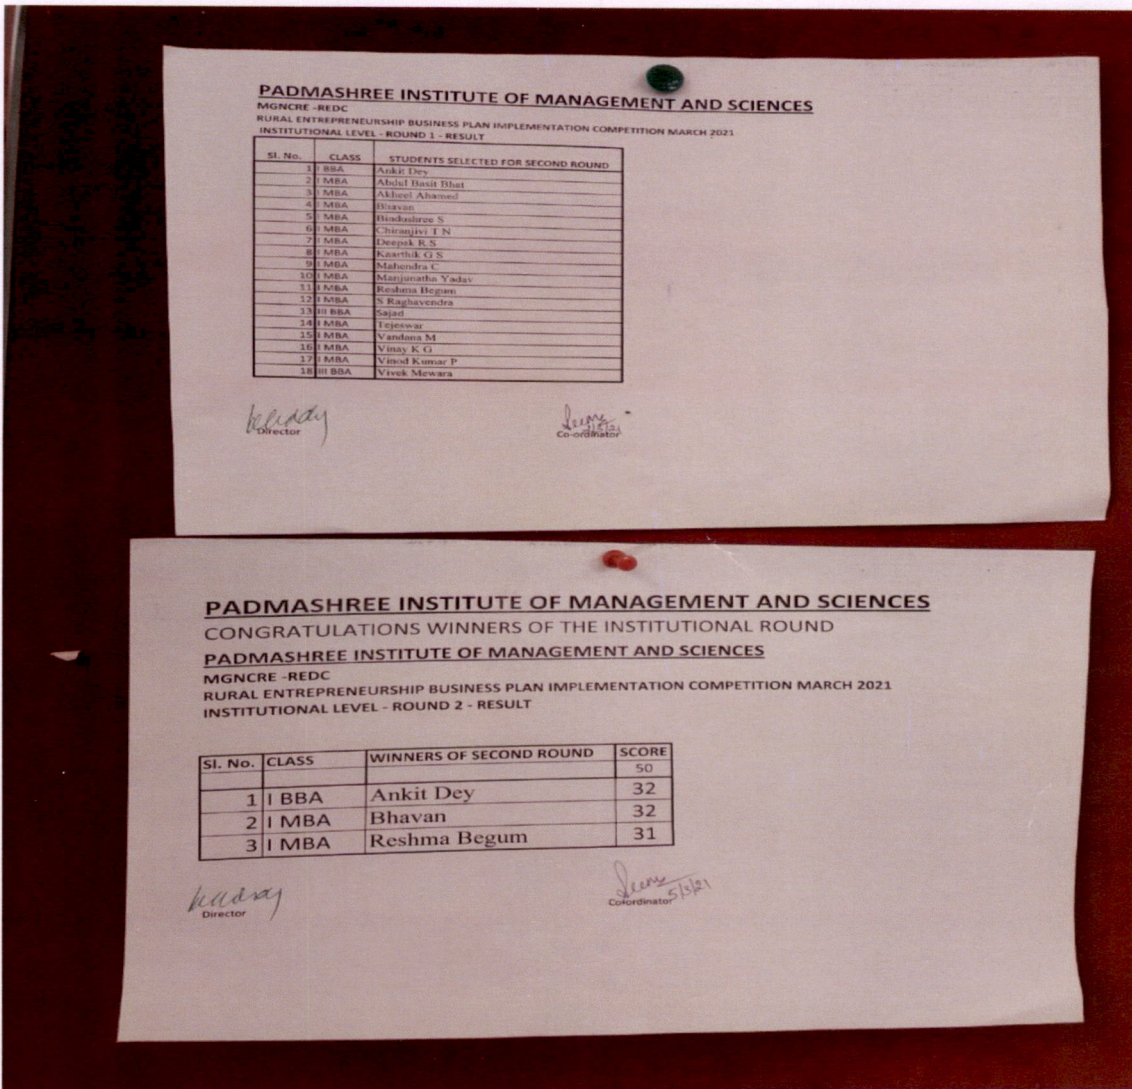 PADMASHREE INSTITUTE OF MANAGEMENT AND SCIENCES
MGNCRE -REDC
RURAL ENTREPRENEURSHIP BUSINESS PLAN IMPLEMENTATION COMPETITION MARCH 2021
INSTITUTIONAL LEVEL - ROUND 1 - RESULT
Sl. No. CLASS STUDENTS SELECTED FOR SECOND ROUND
1 I BBA Ankit Dey
2 I MBA Abdul Basit Bhat
3 I MBA Akheel Ahamed
4 I MBA Bhavan
5 I MBA Bindushree S
6 I MBA Chiranjivi T N
7 I MBA Deepak R S
8 I MBA Kaarthik G S
9 I MBA Mahendra C
10 I MBA Manjunatha Yadav
11 I MBA Reshma Begum
12 I MBA S Raghavendra
13 III BBA Sajad
14 I MBA Tejeswar
15 I MBA Vandana M
16 I MBA Vinay K G
17 I MBA Vinod Kumar P
18 III BBA Vivek Mewara
Director Co-ordinator
PADMASHREE INSTITUTE OF MANAGEMENT AND SCIENCES
CONGRATULATIONS WINNERS OF THE INSTITUTIONAL ROUND
PADMASHREE INSTITUTE OF MANAGEMENT AND SCIENCES
MGNCRE -REDC
RURAL ENTREPRENEURSHIP BUSINESS PLAN IMPLEMENTATION COMPETITION MARCH 2021
INSTITUTIONAL LEVEL - ROUND 2 - RESULT
Sl. No. CLASS WINNERS OF SECOND ROUND SCORE
50
1 I BBA Ankit Dey 32
2 I MBA Bhavan 32
3 I MBA Reshma Begum 31
5/3/21
Director Co-ordinator